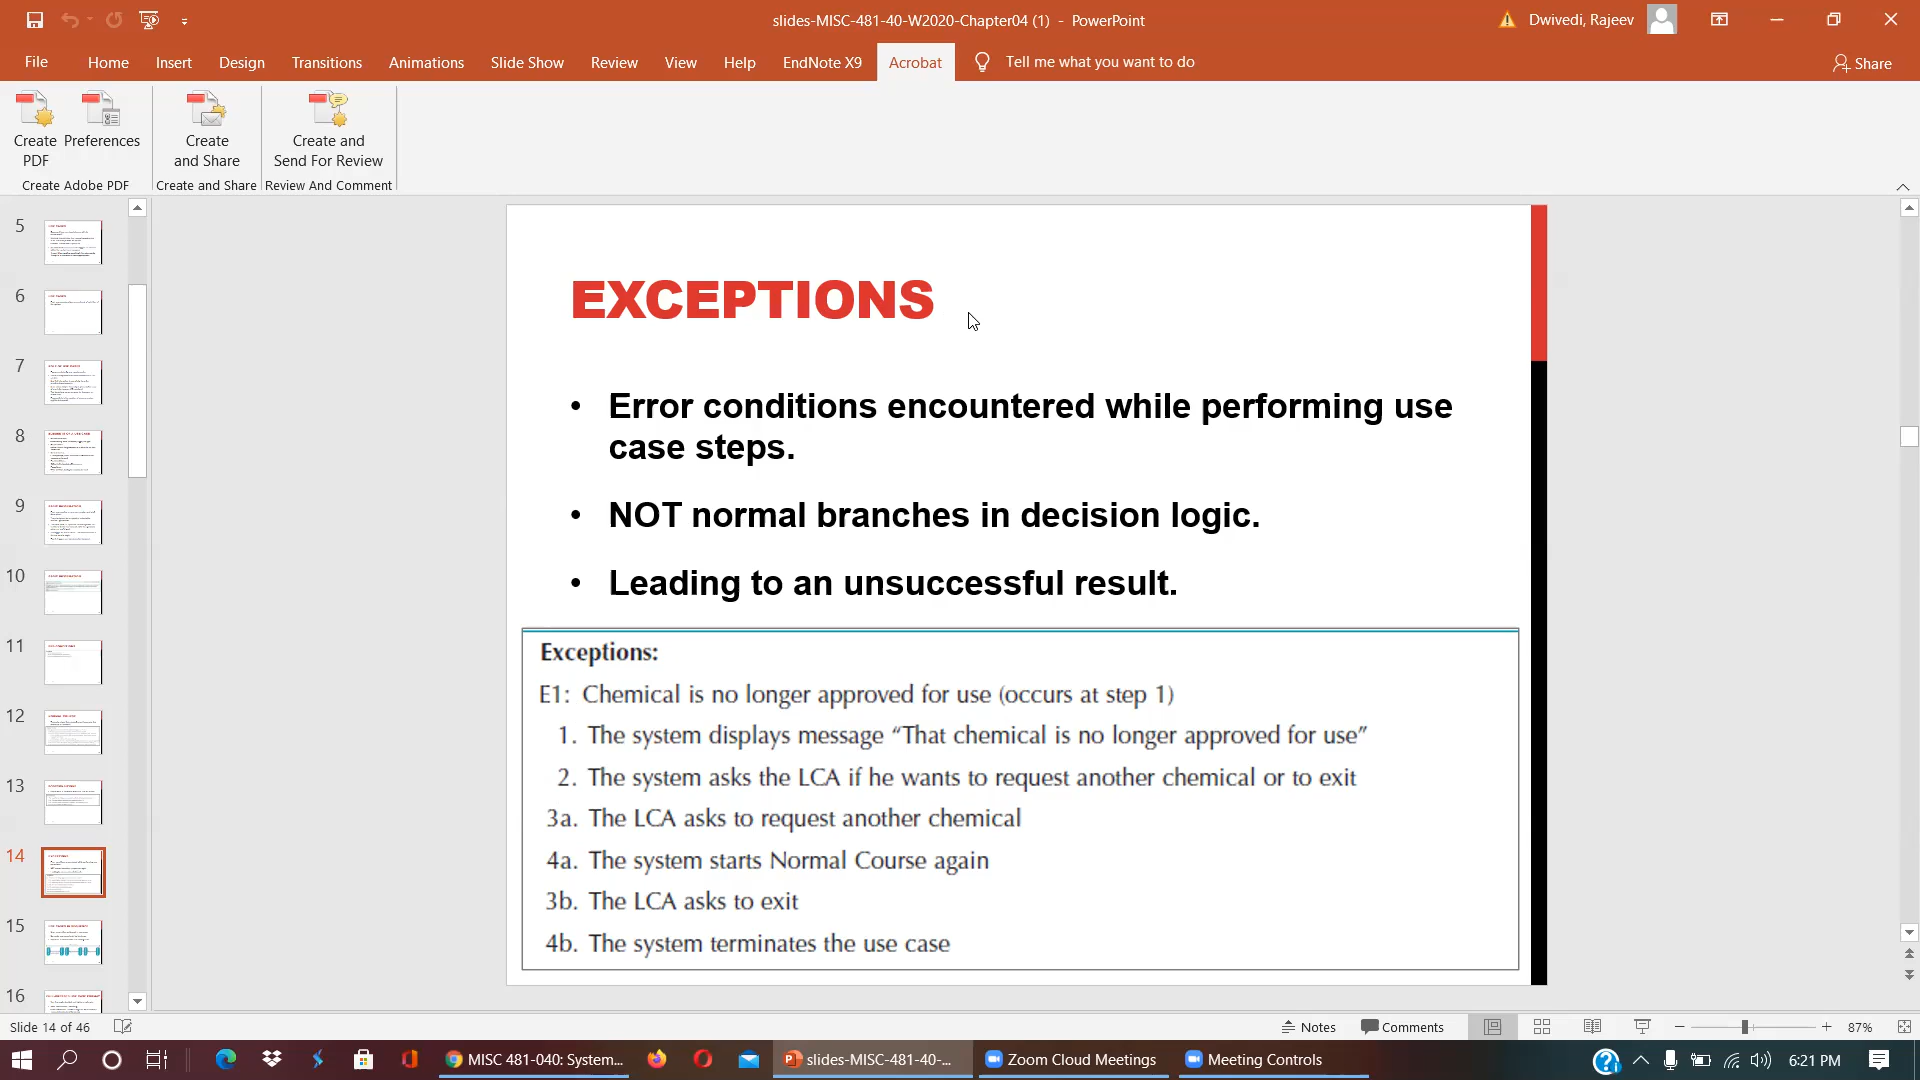 slides-MISC-481-40-W2020-Chapter04 (1) - PowerPoint
Dwivedi, Rajeev
File Home Insert Design Transitions Animations Slide Show Review View Help EndNote X9 Acrobat Tell me what you want to do Share
Create PDF
Preferences
Create and Share
Create and Send For Review
Create Adobe PDF
Create and Share
Review And Comment
5
6
7
8
9
10
11
12
13
14
15
16
EXCEPTIONS
• Error conditions encountered while performing use
case steps.
• NOT normal branches in decision logic.
• Leading to an unsuccessful result.
Exceptions:
E1: Chemical is no longer approved for use (occurs at step 1)
1. The system displays message “That chemical is no longer approved for use”
2. The system asks the LCA if he wants to request another chemical or to exit
3a. The LCA asks to request another chemical
4a. The system starts Normal Course again
3b. The LCA asks to exit
4b. The system terminates the use case
Slide 14 of 46 Notes Comments 87%
MISC 481-040: System... slides-MISC-481-40-... Zoom Cloud Meetings Meeting Controls 6:21 PM